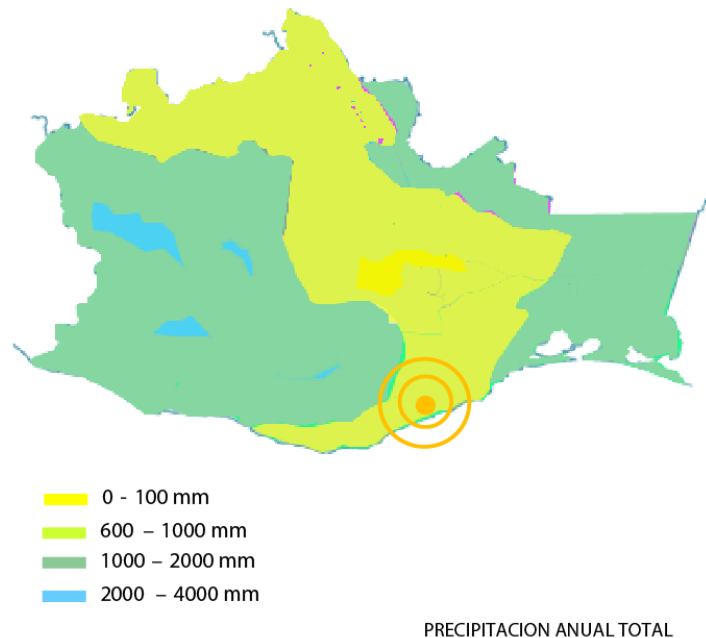 0 - 100 mm
600 – 1000 mm
1000 – 2000 mm
2000 – 4000 mm
PRECIPITACION ANUAL TOTAL